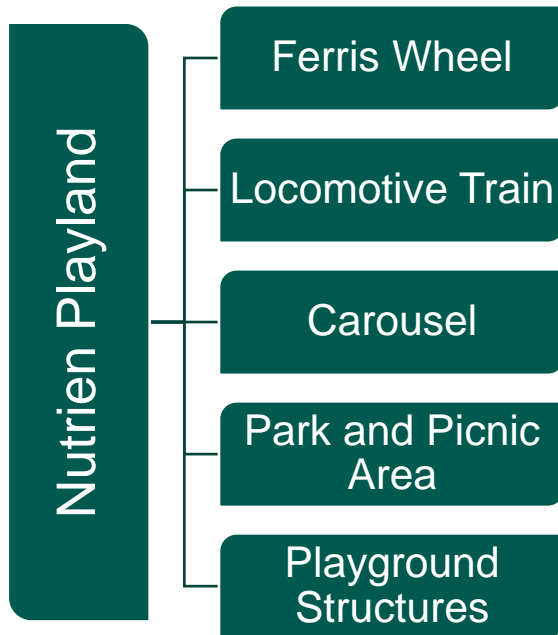 Nutrien Playland
Ferris Wheel
Locomotive Train
Carousel
Park and Picnic
Area
Playground
Structures